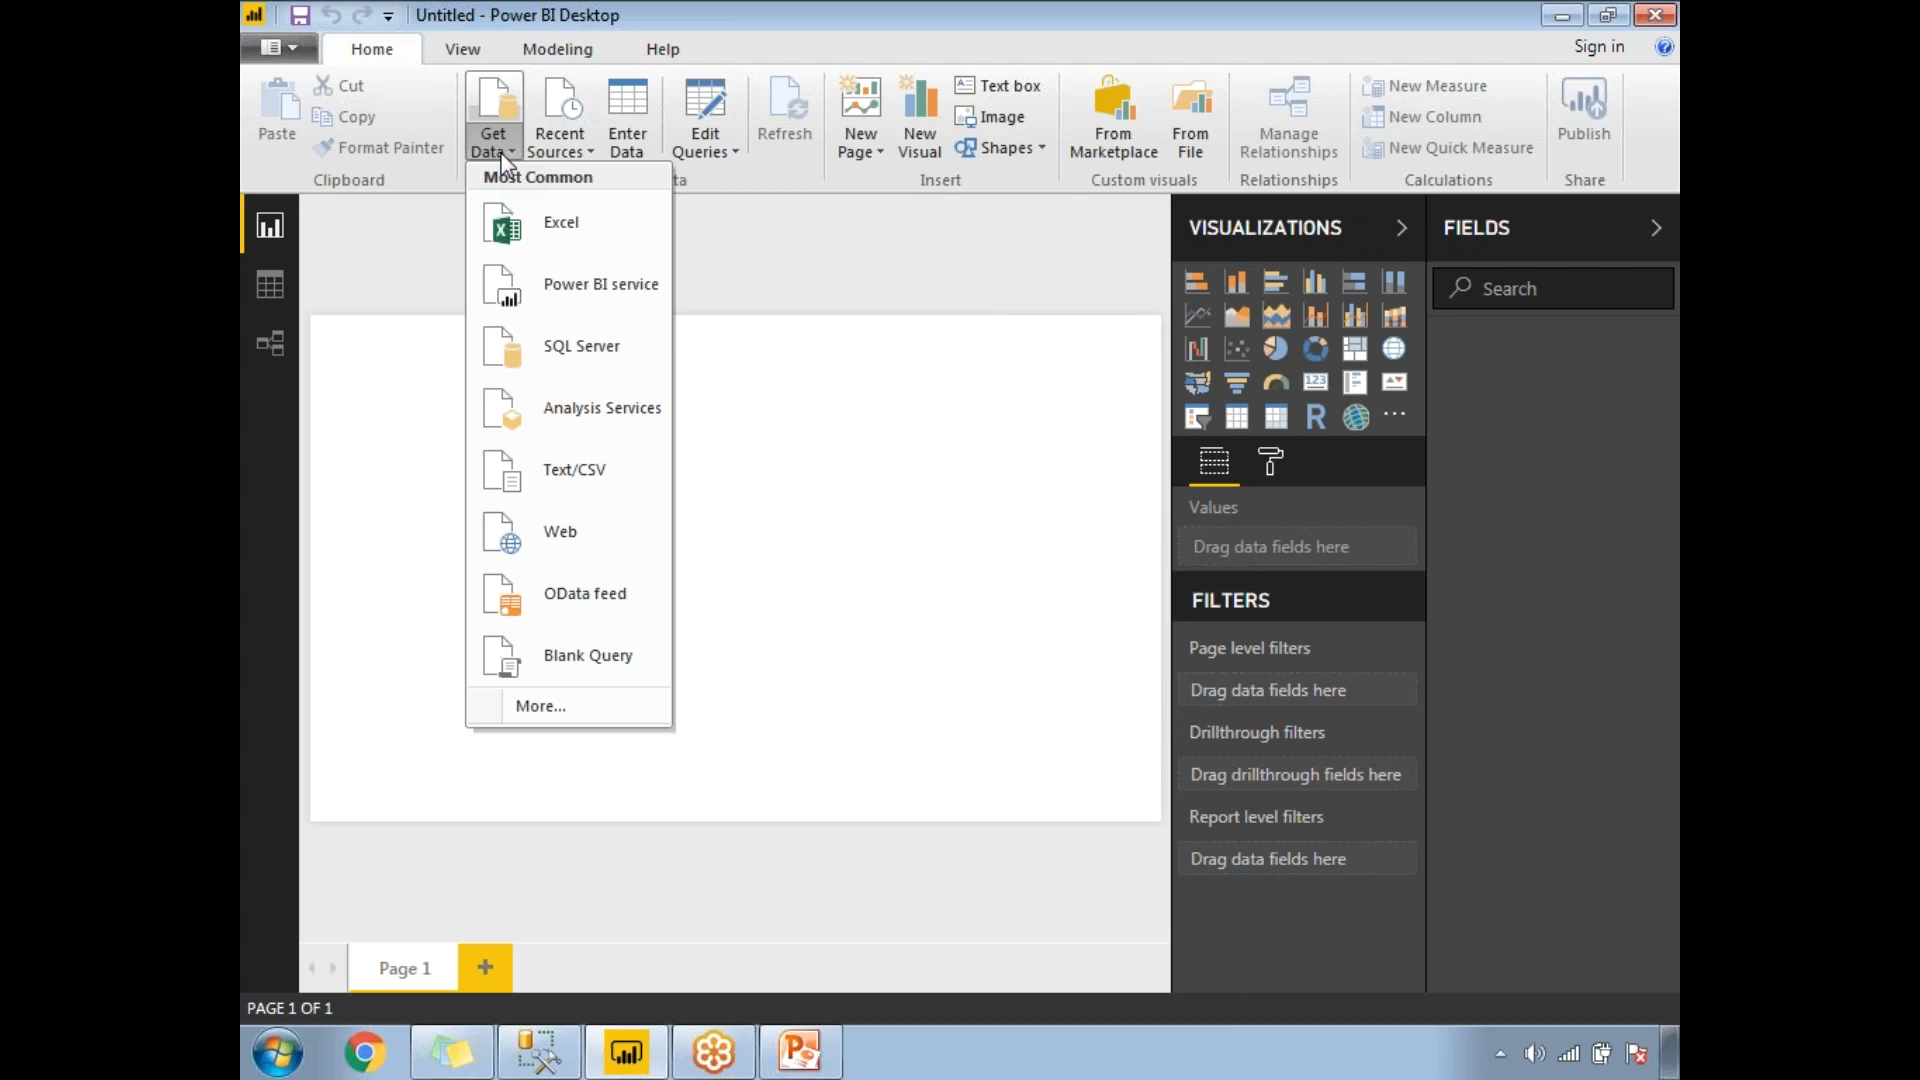 Untitled - Power BI Desktop
Home View Modeling Help Sign in
Paste
Cut
Copy
Format Painter
Clipboard
Get Data
Recent Sources
Enter Data
Edit Queries
Refresh
New Page
New Visual
Text box
Image
Shapes
Insert
From Marketplace
From File
Custom visuals
Manage Relationships
Relationships
New Measure
New Column
New Quick Measure
Calculations
Publish
Share
Most Common
Excel
Power BI service
SQL Server
Analysis Services
Text/CSV
Web
OData feed
Blank Query
More...
VISUALIZATIONS
R
123
Values
Drag data fields here
FILTERS
Page level filters
Drag data fields here
Drillthrough filters
Drag drillthrough fields here
Report level filters
Drag data fields here
FIELDS
Search
Page 1
PAGE 1 OF 1